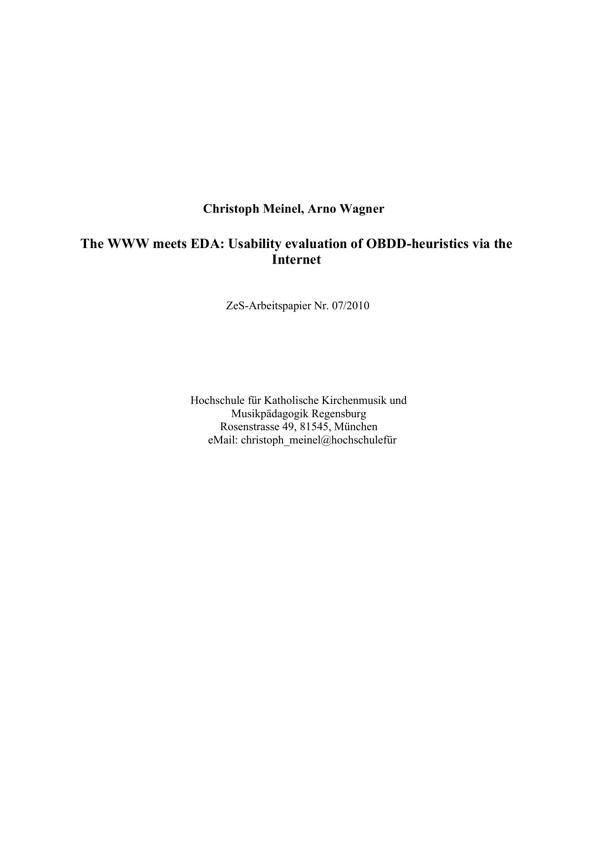 Christoph Meinel, Arno Wagner
The WWW meets EDA: Usability evaluation of OBDD-heuristics via the
Internet
ZeS-Arbeitspapier Nr. 07/2010
Hochschule für Katholische Kirchenmusik und
Musikpädagogik Regensburg
Rosenstrasse 49, 81545, München
eMail: christoph_meinel@hochschulefür